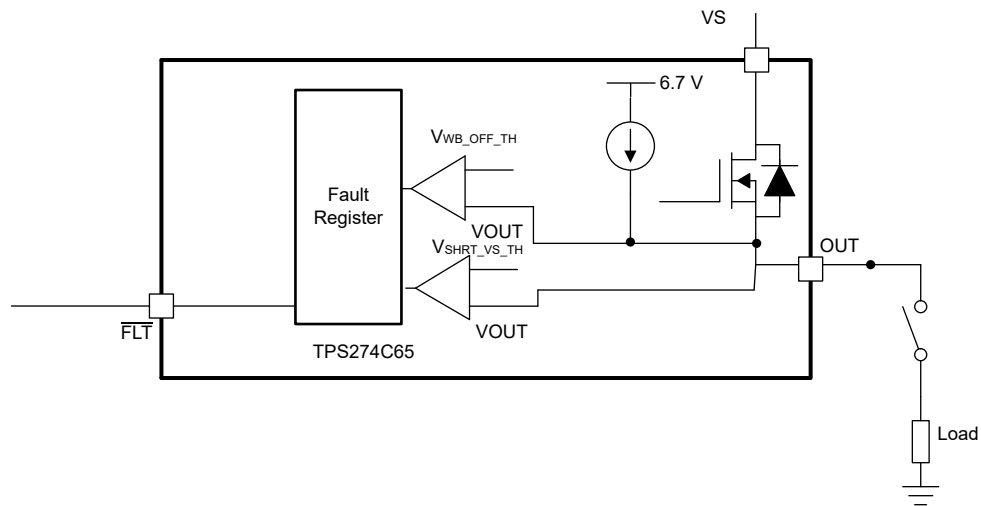 VS
6.7 V
VWB_OFF_TH
Fault
Register
VOUT
VSHRT_VS_TH
OUT
VOUT
FLT
TPS274C65
Load